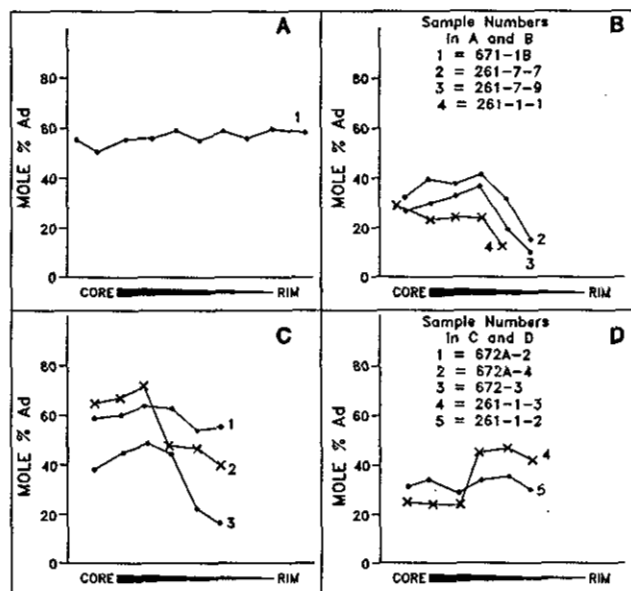 A
MOLE % Ad
80
60
40
20
0
1
CORE
RIM
B
Sample Numbers
in A and B
1 = 671-1B
2 = 261-7-7
3 = 261-7-9
4 = 261-1-1
MOLE % Ad
80
60
40
20
0
2
3
4
CORE
RIM
C
MOLE % Ad
80
60
40
20
0
1
2
3
CORE
RIM
D
Sample Numbers
in C and D
1 = 672A-2
2 = 672A-4
3 = 672-3
4 = 261-1-3
5 = 261-1-2
MOLE % Ad
80
60
40
20
0
4
5
CORE
RIM